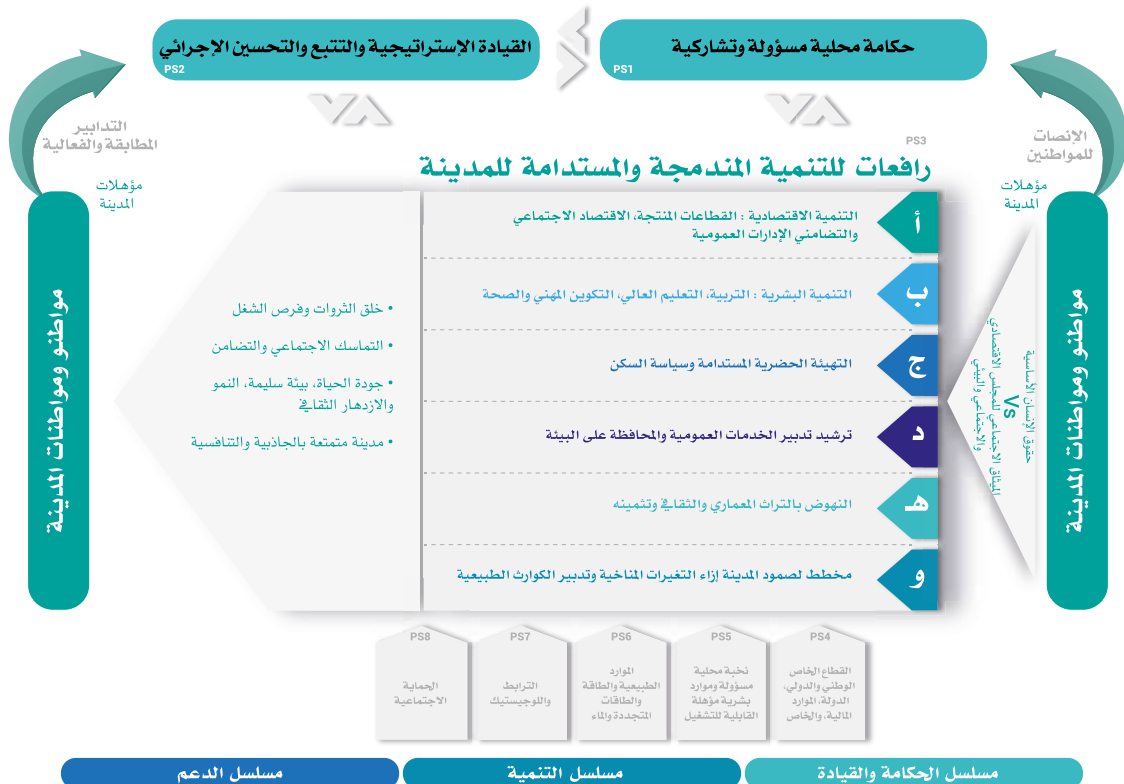 حكامة محلية مسؤولة وتشاركية
PS1
القيادة الإستراتيجية والتتبع والتحسين الإجرائي
PS2
الإنصات
للمواطنين
مؤهلات
المدينة
التدابير
المطابقة والفعالية
مؤهلات
المدينة
PS3
رافعات للتنمية المندمجة والمستدامة للمدينة
مواطنو ومواطنات المدينة
حقوق الإنسان الأساسية
Vs
الميثاق الاجتماعي للمجلس الاقتصادي
والاجتماعي والبيئي
أ
التنمية الاقتصادية : القطاعات المنتجة، الاقتصاد الاجتماعي
والتضامني الإدارات العمومية
ب
التنمية البشرية : التربية، التعليم العالي، التكوين المهني والصحة
ج
التهيئة الحضرية المستدامة وسياسة السكن
د
ترشيد تدبير الخدمات العمومية والمحافظة على البيئة
هـ
النهوض بالتراث المعماري والثقافي وتثمينه
و
مخطط لصمود المدينة إزاء التغيرات المناخية وتدبير الكوارث الطبيعية
• خلق الثروات وفرص الشغل
• التماسك الاجتماعي والتضامن
• جودة الحياة، بيئة سليمة، النمو
والازدهار الثقافي
• مدينة متمتعة بالجاذبية والتنافسية
مواطنو ومواطنات المدينة
PS4
القطاع الخاص
الوطني والدولي،
الدولة، الموارد
المالية، والخاص
PS5
نخبة محلية
مسؤولة وموارد
بشرية مؤهلة
القابلية للتشغيل
PS6
الموارد
الطبيعية والطاقة
والطاقات
المتجددة والماء
PS7
الترابط
واللوجيستيك
PS8
الحماية
الاجتماعية
مسلسل الحكامة والقيادة
مسلسل التنمية
مسلسل الدعم